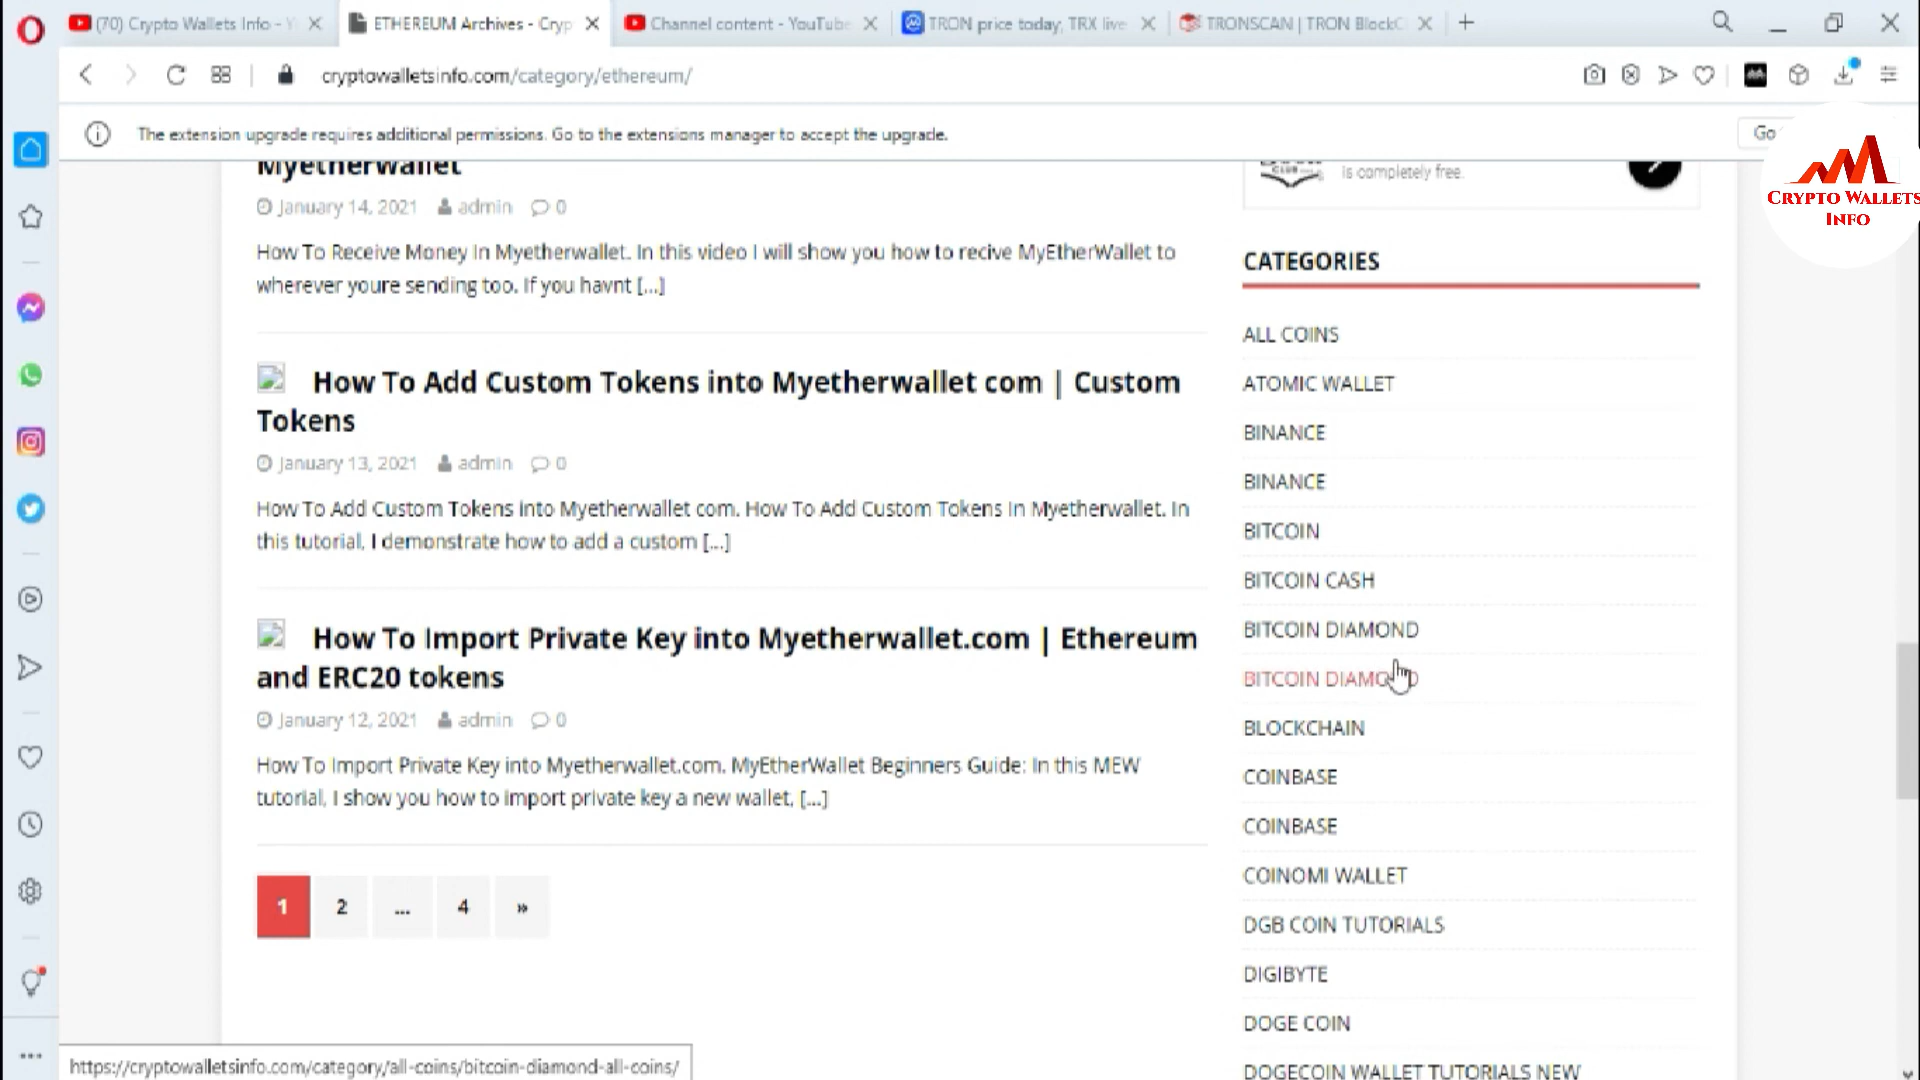 (70) Crypto Wallets Info - Y
ETHEREUM Archives - Cryp
Channel content - YouTube
TRON price today, TRX live
TRONSCAN | TRON BlockC
cryptowalletsinfo.com/category/ethereum/
The extension upgrade requires additional permissions. Go to the extensions manager to accept the upgrade.
Go
CRYPTO WALLETS
INFO
Myetherwallet
January 14, 2021 admin 0
How To Receive Money In Myetherwallet. In this video I will show you how to recive MyEtherWallet to
wherever youre sending too. If you havnt [...]
How To Add Custom Tokens into Myetherwallet com | Custom
Tokens
January 13, 2021 admin 0
How To Add Custom Tokens into Myetherwallet com. How To Add Custom Tokens In Myetherwallet. In
this tutorial, I demonstrate how to add a custom [...]
How To Import Private Key into Myetherwallet.com | Ethereum
and ERC20 tokens
January 12, 2021 admin 0
How To Import Private Key into Myetherwallet.com. MyEtherWallet Beginners Guide: In this MEW
tutorial, I show you how to import private key a new wallet, [...]
1 2 ... 4 »
CLUB
is completely free.
CATEGORIES
ALL COINS
ATOMIC WALLET
BINANCE
BINANCE
BITCOIN
BITCOIN CASH
BITCOIN DIAMOND
BITCOIN DIAMOND
BLOCKCHAIN
COINBASE
COINBASE
COINOMI WALLET
DGB COIN TUTORIALS
DIGIBYTE
DOGE COIN
DOGECOIN WALLET TUTORIALS NEW
https://cryptowalletsinfo.com/category/all-coins/bitcoin-diamond-all-coins/